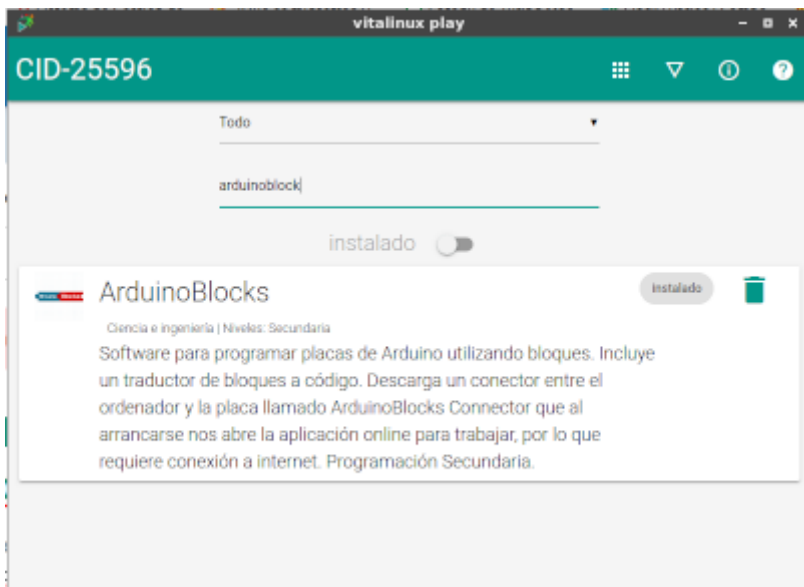 vitalinux play
CID-25596
Todo
arduinoblock
instalado
ArduinoBlocks
instalado
Ciencia e ingeniería | Niveles: Secundaria
Software para programar placas de Arduino utilizando bloques. Incluye
un traductor de bloques a código. Descarga un conector entre el
ordenador y la placa llamado ArduinoBlocks Connector que al
arrancarse nos abre la aplicación online para trabajar, por lo que
requiere conexión a internet. Programación Secundaria.